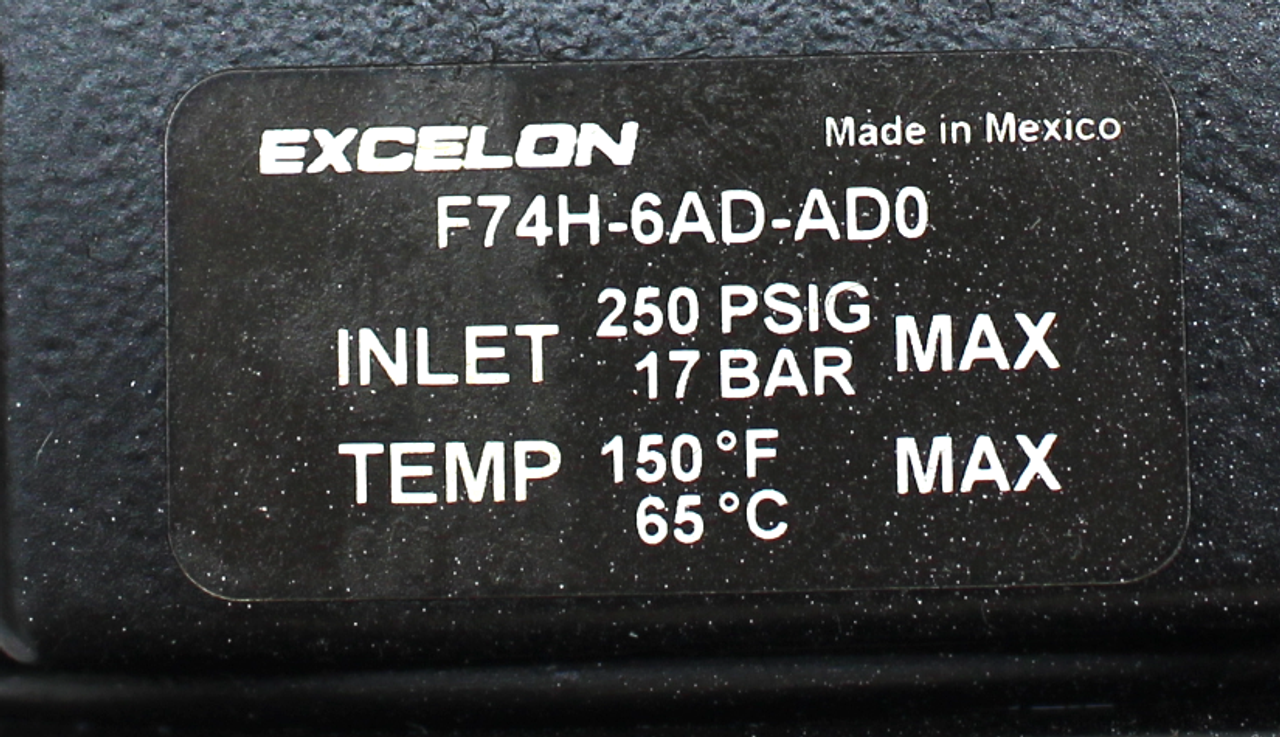 EXCELON Made in Mexico
F74H-6AD-AD0
INLET 250 PSIG MAX
17 BAR
TEMP 150 °F MAX
65 °C